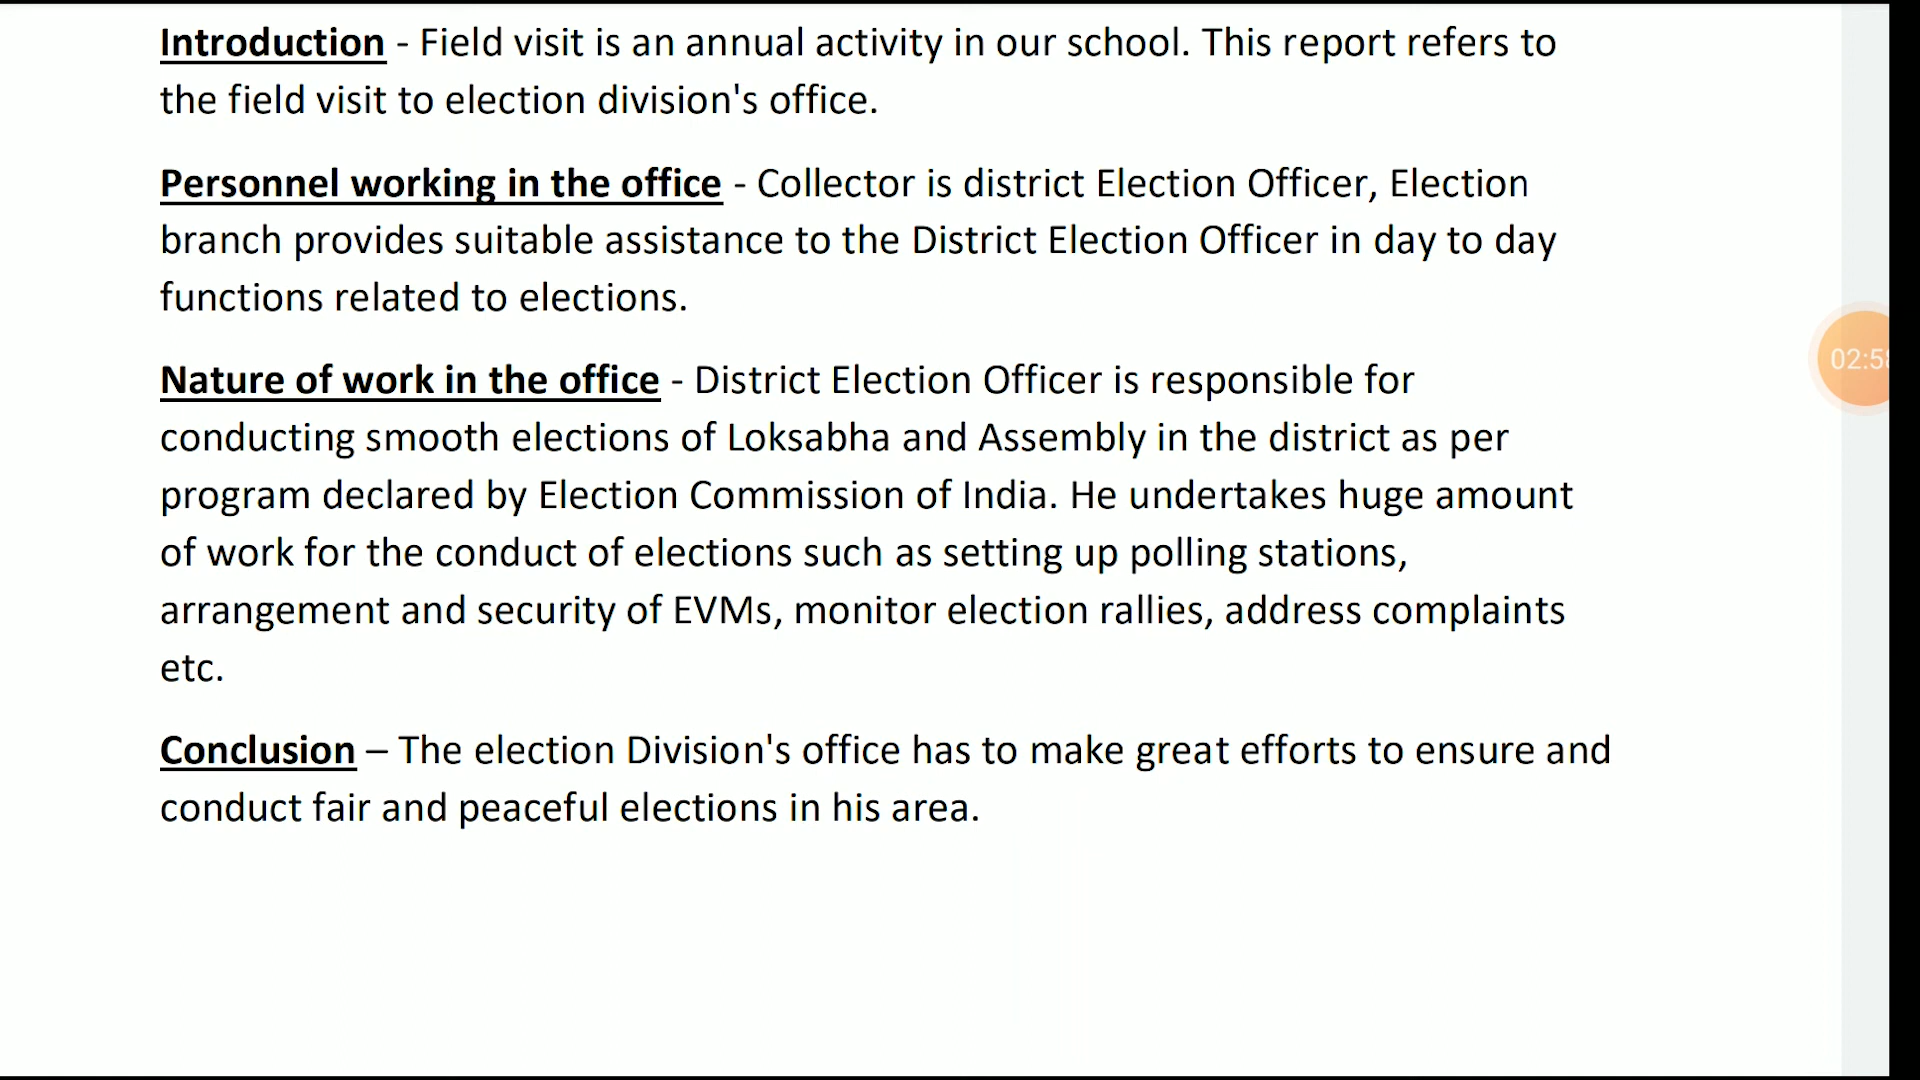 Introduction - Field visit is an annual activity in our school. This report refers to
the field visit to election division's office.
Personnel working in the office - Collector is district Election Officer, Election
branch provides suitable assistance to the District Election Officer in day to day
functions related to elections.
Nature of work in the office - District Election Officer is responsible for
conducting smooth elections of Loksabha and Assembly in the district as per
program declared by Election Commission of India. He undertakes huge amount
of work for the conduct of elections such as setting up polling stations,
arrangement and security of EVMs, monitor election rallies, address complaints
etc.
Conclusion – The election Division's office has to make great efforts to ensure and
conduct fair and peaceful elections in his area.